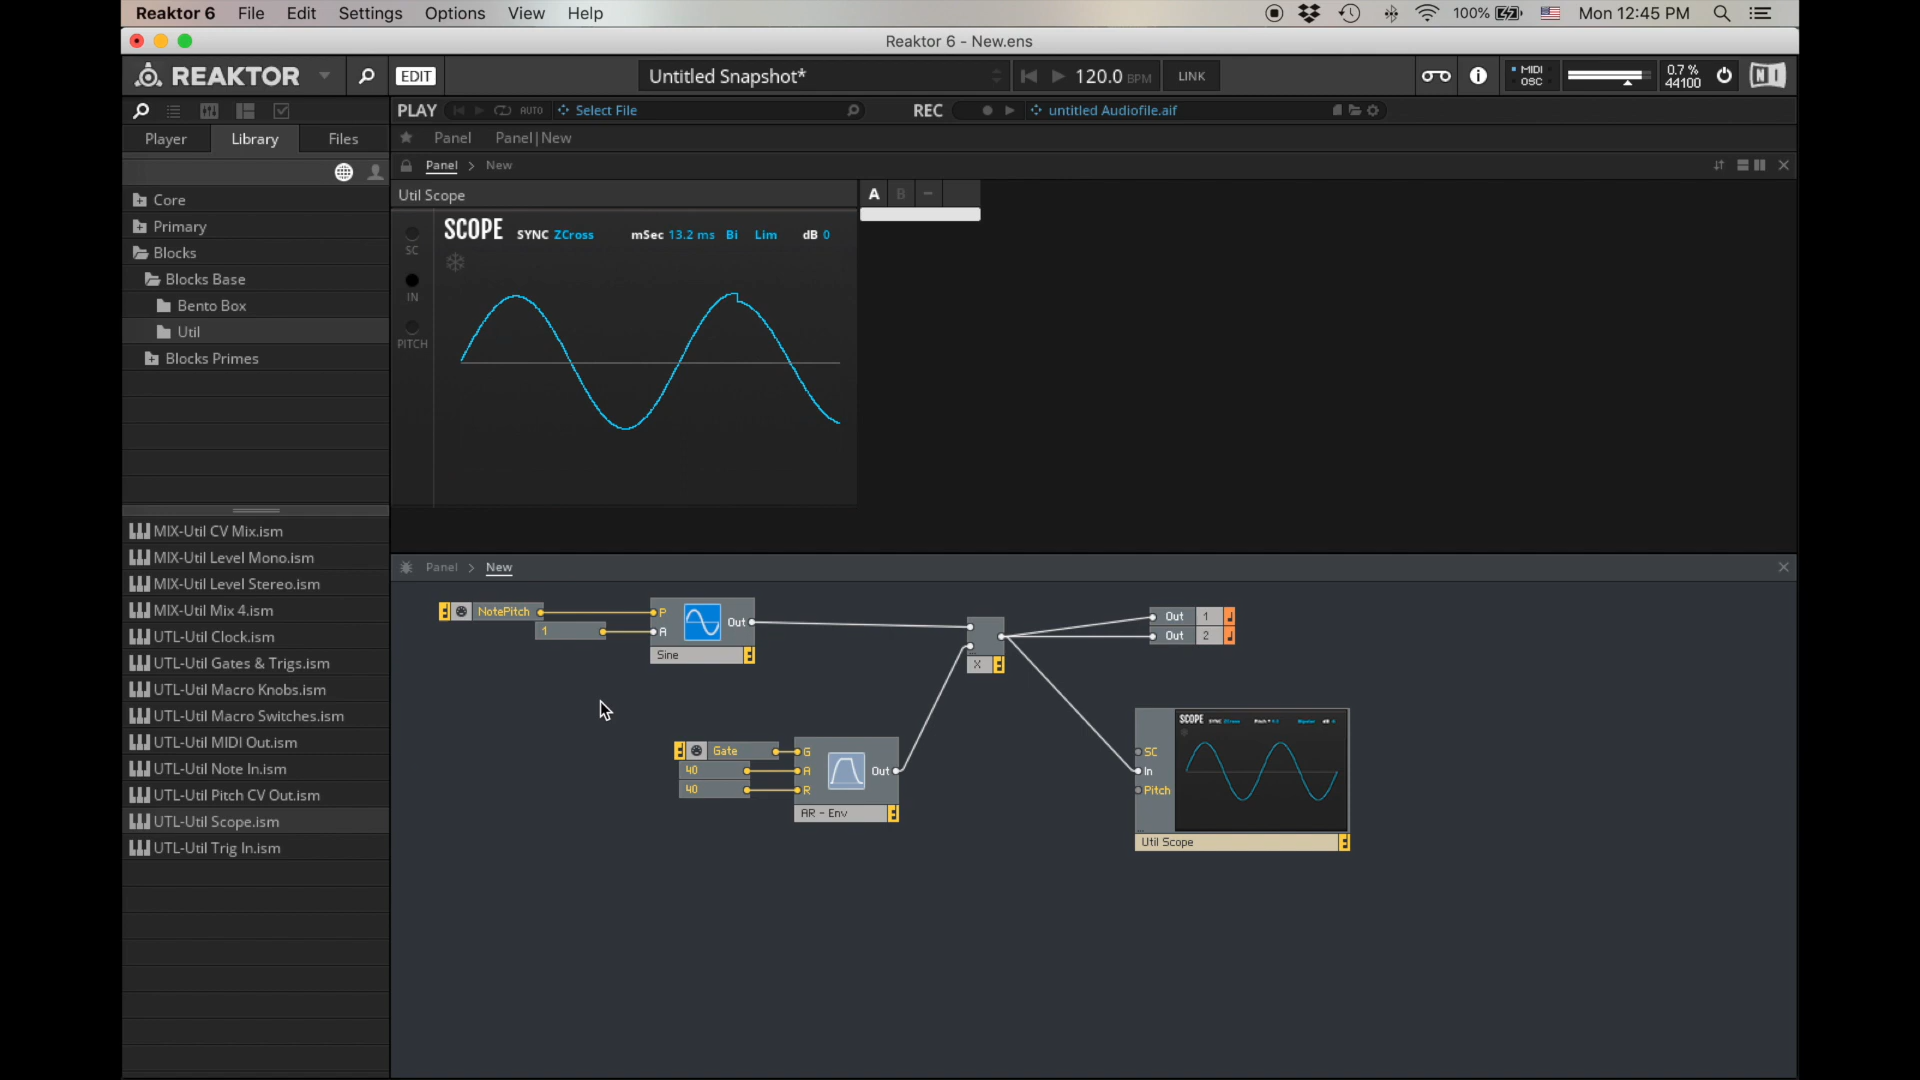 Reaktor 6 File Edit Settings Options View Help 100% Mon 12:45 PM
Reaktor 6 - New.ens
REAKTOR EDIT Untitled Snapshot* 120.0 BPM LINK MIDI OSC 0.7 % 44100
PLAY AUTO Select File REC untitled Audiofile.aif
Player Library Files
Panel Panel|New
Panel > New
Core
Primary
Blocks
Blocks Base
Bento Box
Util
Blocks Primes
MIX-Util CV Mix.ism
MIX-Util Level Mono.ism
MIX-Util Level Stereo.ism
MIX-Util Mix 4.ism
UTL-Util Clock.ism
UTL-Util Gates & Trigs.ism
UTL-Util Macro Knobs.ism
UTL-Util Macro Switches.ism
UTL-Util MIDI Out.ism
UTL-Util Note In.ism
UTL-Util Pitch CV Out.ism
UTL-Util Scope.ism
UTL-Util Trig In.ism
Util Scope A B –
SCOPE SYNC ZCross mSec 13.2 ms Bi Lim dB 0
SC
IN
PITCH
Panel > New
NotePitch P
1 A Out
Sine
X
Out 1
Out 2
Gate G
40 A Out
40 R
AR - Env
SCOPE
SC
In
Pitch
Util Scope